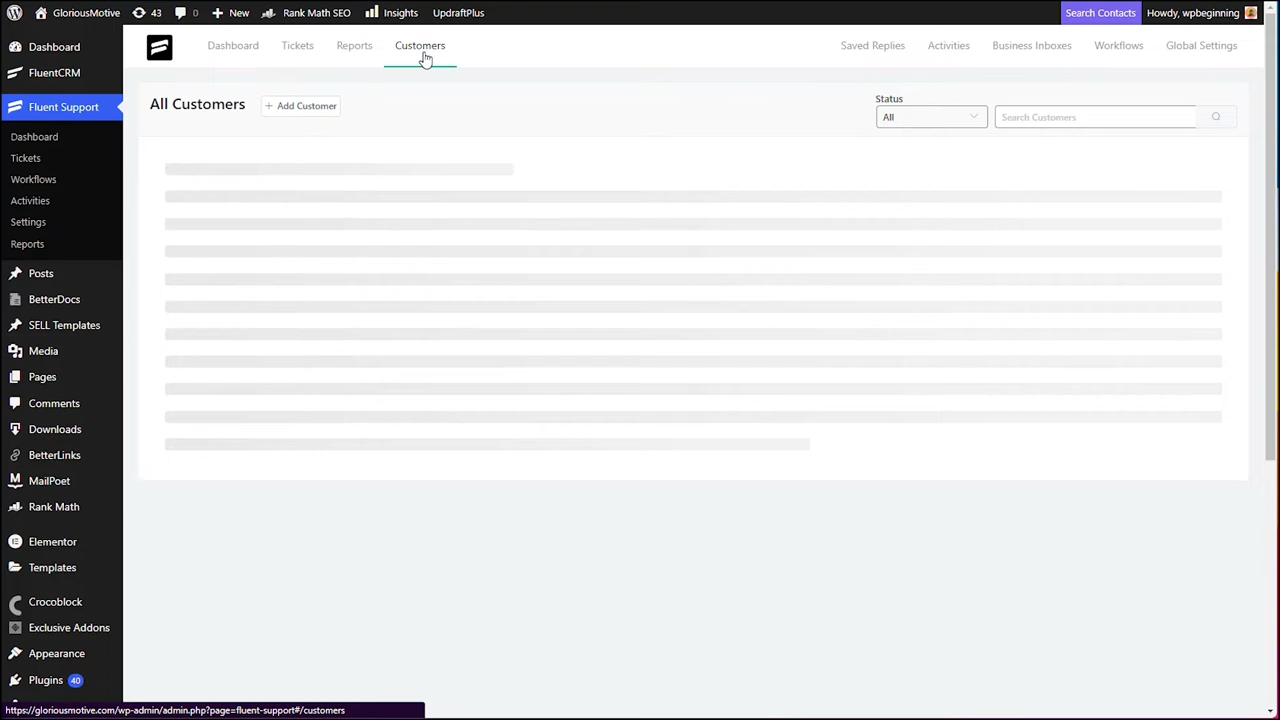 GloriousMotive 43 0 + New Rank Math SEO Insights UpdraftPlus Search Contacts Howdy, wpbeginning
Dashboard
FluentCRM
Fluent Support
Dashboard
Tickets
Workflows
Activities
Settings
Reports
Posts
BetterDocs
SELL Templates
Media
Pages
Comments
Downloads
BetterLinks
MailPoet
Rank Math
Elementor
Templates
Crocoblock
Exclusive Addons
Appearance
Plugins 40
Dashboard Tickets Reports Customers Saved Replies Activities Business Inboxes Workflows Global Settings
All Customers + Add Customer
Status
All Search Customers
https://gloriousmotive.com/wp-admin/admin.php?page=fluent-support#/customers